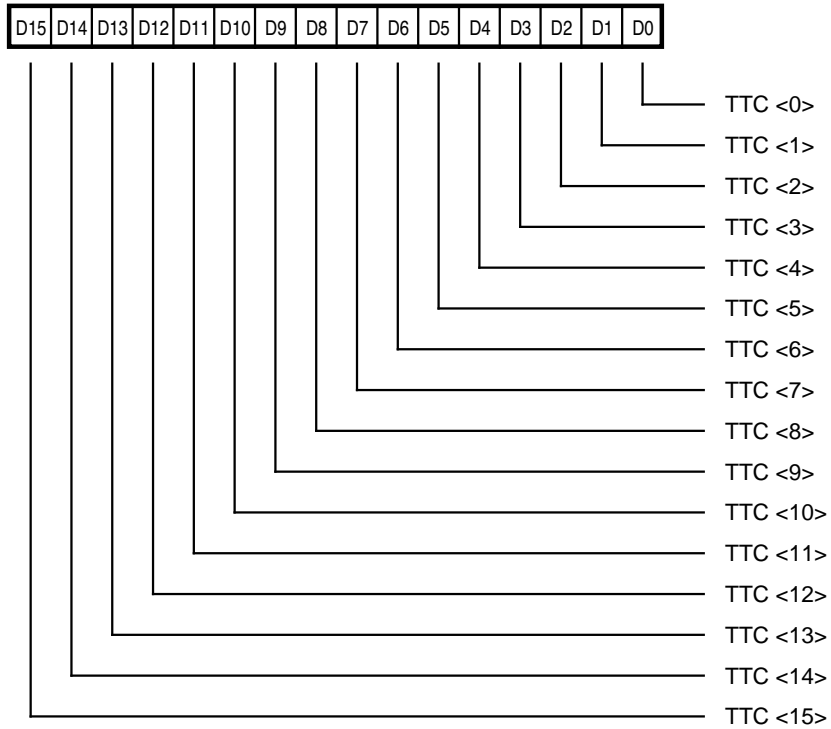 D15 D14 D13 D12 D11 D10 D9 D8 D7 D6 D5 D4 D3 D2 D1 D0
TTC <0>
TTC <1>
TTC <2>
TTC <3>
TTC <4>
TTC <5>
TTC <6>
TTC <7>
TTC <8>
TTC <9>
TTC <10>
TTC <11>
TTC <12>
TTC <13>
TTC <14>
TTC <15>